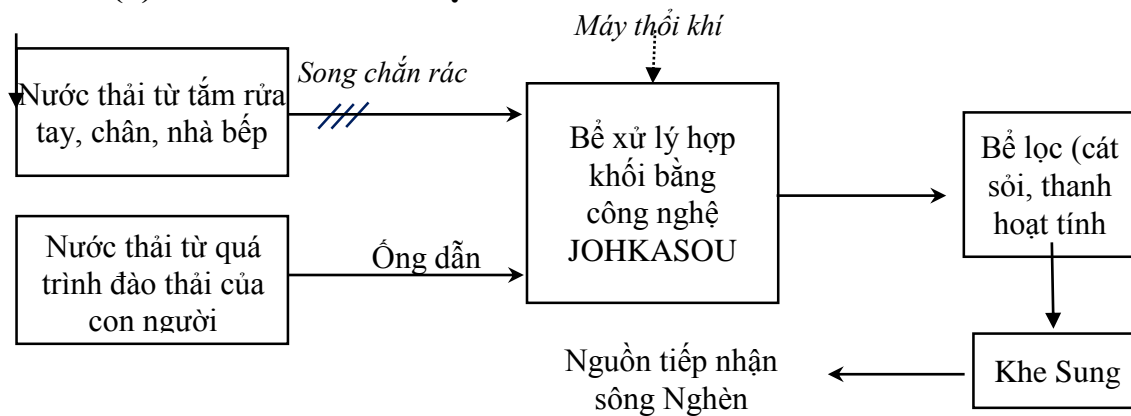 Máy thổi khí
Song chắn rác
Nước thải từ tắm rửa
tay, chân, nhà bếp
Bể xử lý hợp
khối bằng
công nghệ
JOHKASOU
Bể lọc (cát
sỏi, thanh
hoạt tính
Nước thải từ quá
trình đào thải của
con người
Ống dẫn
Khe Sung
Nguồn tiếp nhận
sông Nghèn